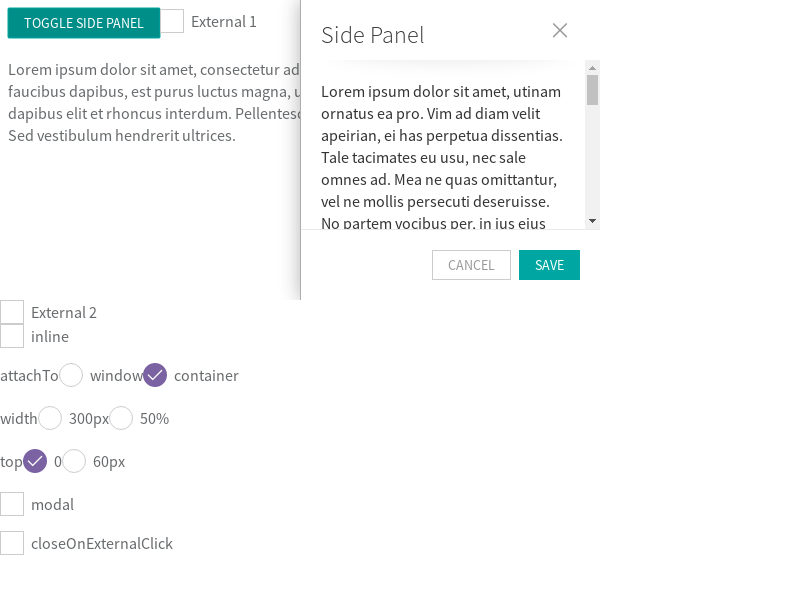 TOGGLE SIDE PANEL
External 1
Lorem ipsum dolor sit amet, consectetur ad
faucibus dapibus, est purus luctus magna,
dapibus elit et rhoncus interdum.
Sed vestibulum hendrerit ultrices.
Side Panel
Lorem ipsum dolor sit amet, utinam
ornatus ea pro. Vim ad diam velit
apeirian, ei has perpetua dissentias.
Tale tacimates eu usu, nec sale
omnes ad. Mea ne quas omittantur,
vel ne mollis persecuti deseruisse.
No partem vocibus per, in ius eius
CANCEL
SAVE
External 2
inline
attachTo window container
width 300px 50%
top 0 60px
modal
closeOnExternalClick